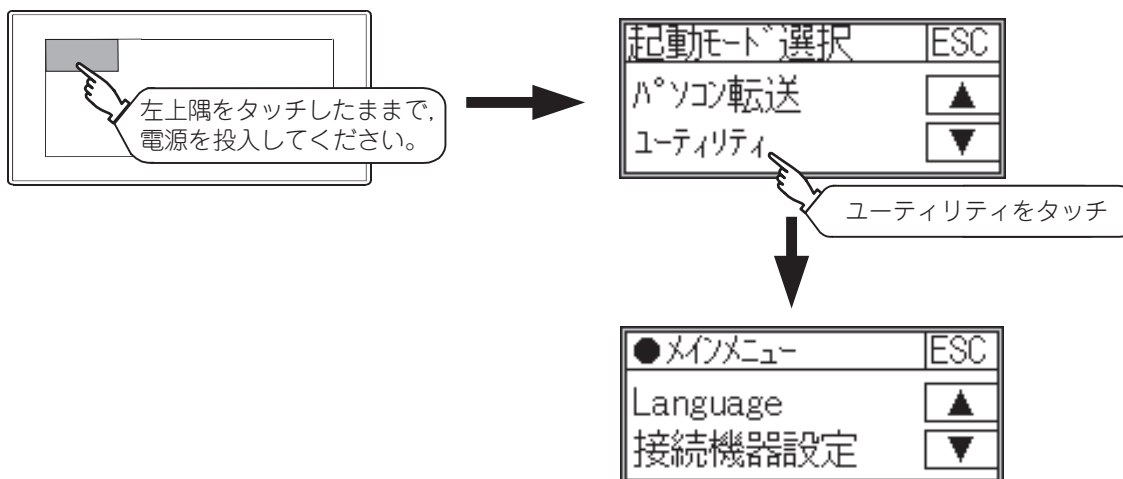 左上隅をタッチしたままで,
電源を投入してください。
起動ﾓｰﾄﾞ選択 ESC
ﾊﾟｿｺﾝ転送 ▲
ﾕｰﾃｨﾘﾃｨ ▼
ユーティリティをタッチ
●ﾒｲﾝﾒﾆｭｰ ESC
Language ▲
接続機器設定 ▼